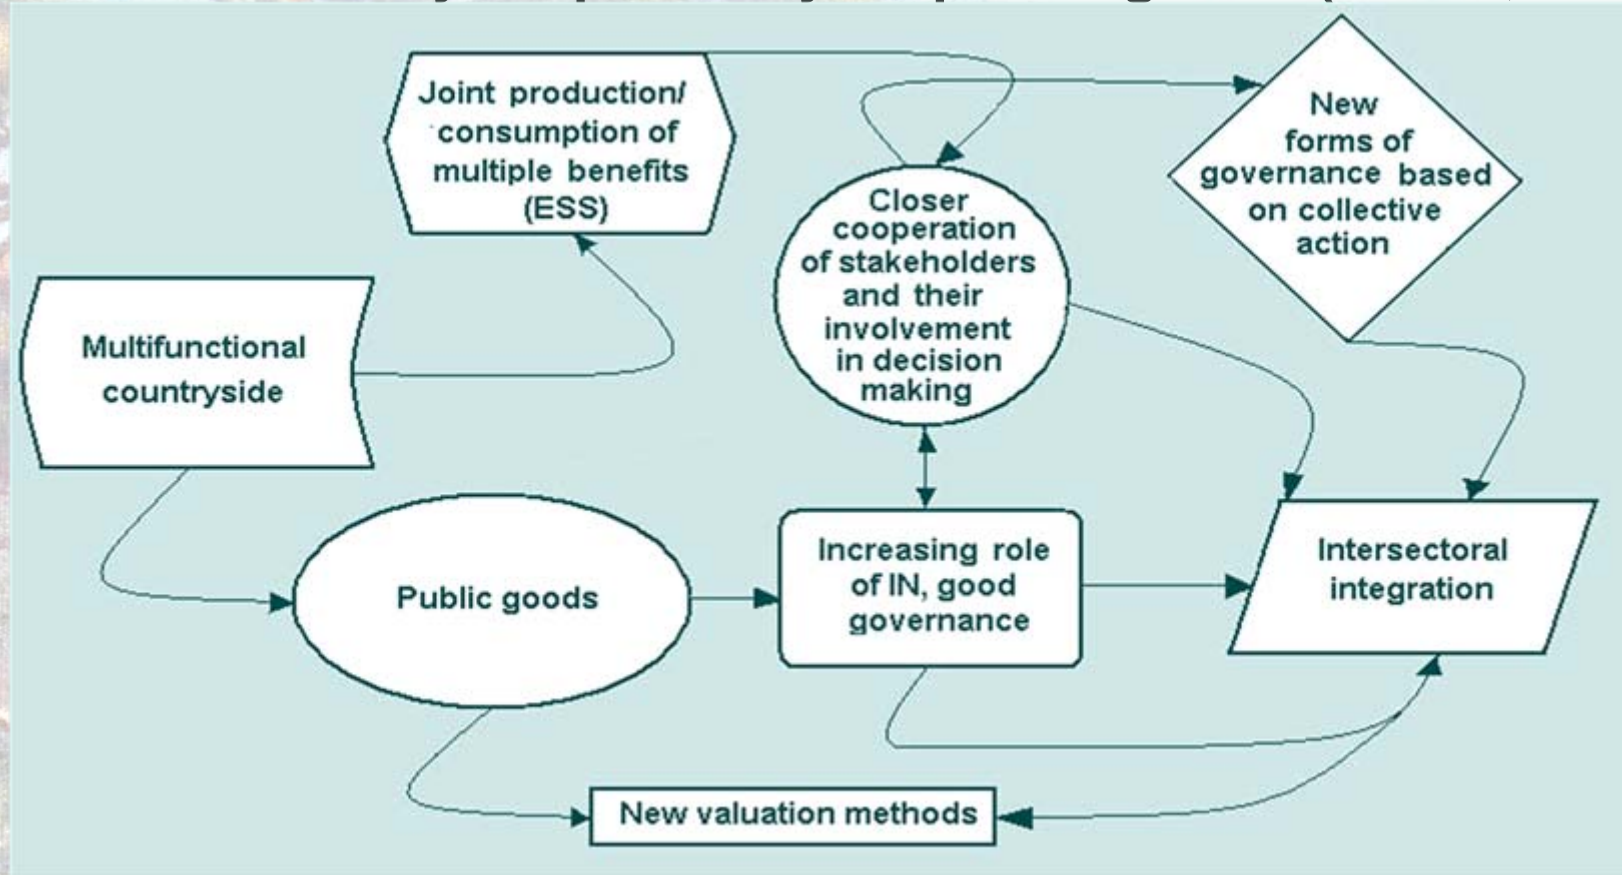 Joint production/
consumption of
multiple benefits
(ESS)
New
forms of
governance based
on collective
action
Closer
cooperation
of stakeholders
and their
involvement
in decision
making
Multifunctional
countryside
Public goods
Increasing role
of IN, good
governance
Intersectoral
integration
New valuation methods